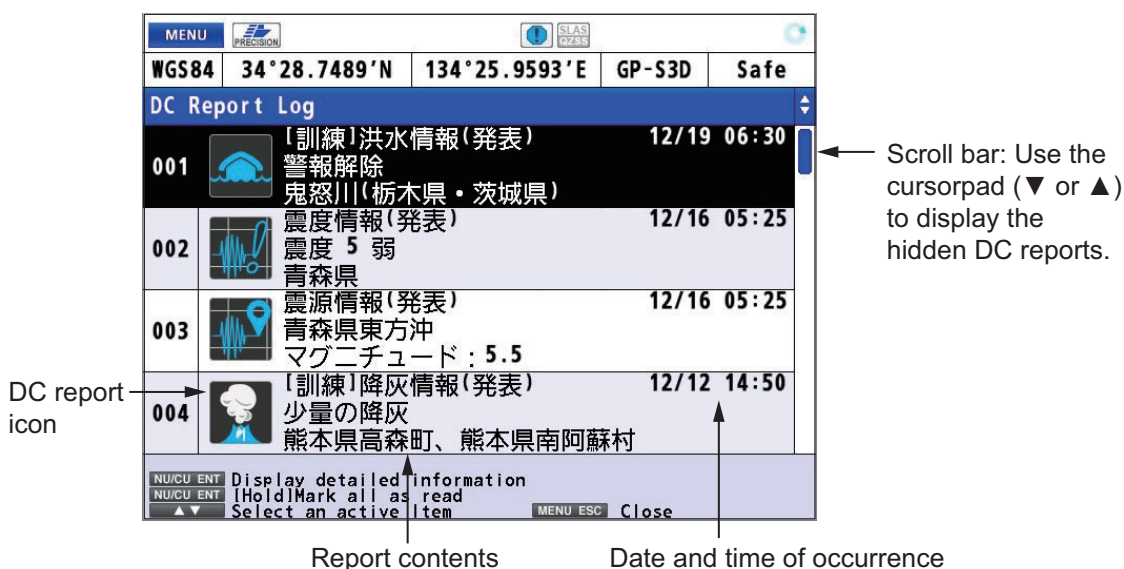 MENU PRECISION SLAS QZSS
WGS84 34°28.7489'N 134°25.9593'E GP-S3D Safe
DC Report Log
001 [訓練]洪水情報(発表) 12/19 06:30
警報解除
鬼怒川(栃木県・茨城県)
002 震度情報(発表) 12/16 05:25
震度 5 弱
青森県
003 震源情報(発表) 12/16 05:25
青森県東方沖
マグニチュード:5.5
004 [訓練]降灰情報(発表) 12/12 14:50
少量の降灰
熊本県高森町、熊本県南阿蘇村
NU/CU ENT Display detailed information
NU/CU ENT [Hold]Mark all as read
▲▼ Select an active Item MENU ESC Close
Scroll bar: Use the
cursorpad (▼ or ▲)
to display the
hidden DC reports.
DC report
icon
Report contents
Date and time of occurrence